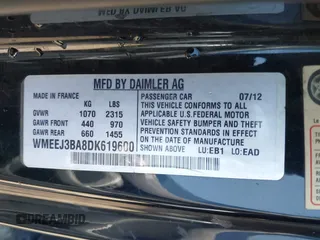 MFD BY DAIMLER AG
MADE IN FRANCE
KG LBS
GVWR 1070 2315
GAWR FRONT 440 970
GAWR REAR 660 1455
WMEEJ3BA8DK619600
PASSENGER CAR 07/12
THIS VEHICLE CONFORMS TO ALL
APPLICABLE U.S.FEDERAL MOTOR
VEHICLE SAFETY BUMPER AND THEFT
PREVENTION STANDARDS IN EFFECT ON
THE DATE OF MANUFACTURE
SHOWN ABOVE LU:EB1 LO:EAD
DREAMBID